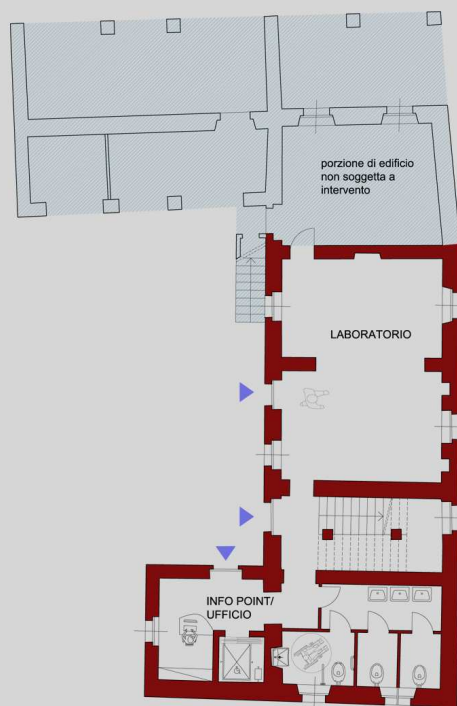 porzione di edificio
non soggetta a
intervento
LABORATORIO
INFO POINT/
UFFICIO